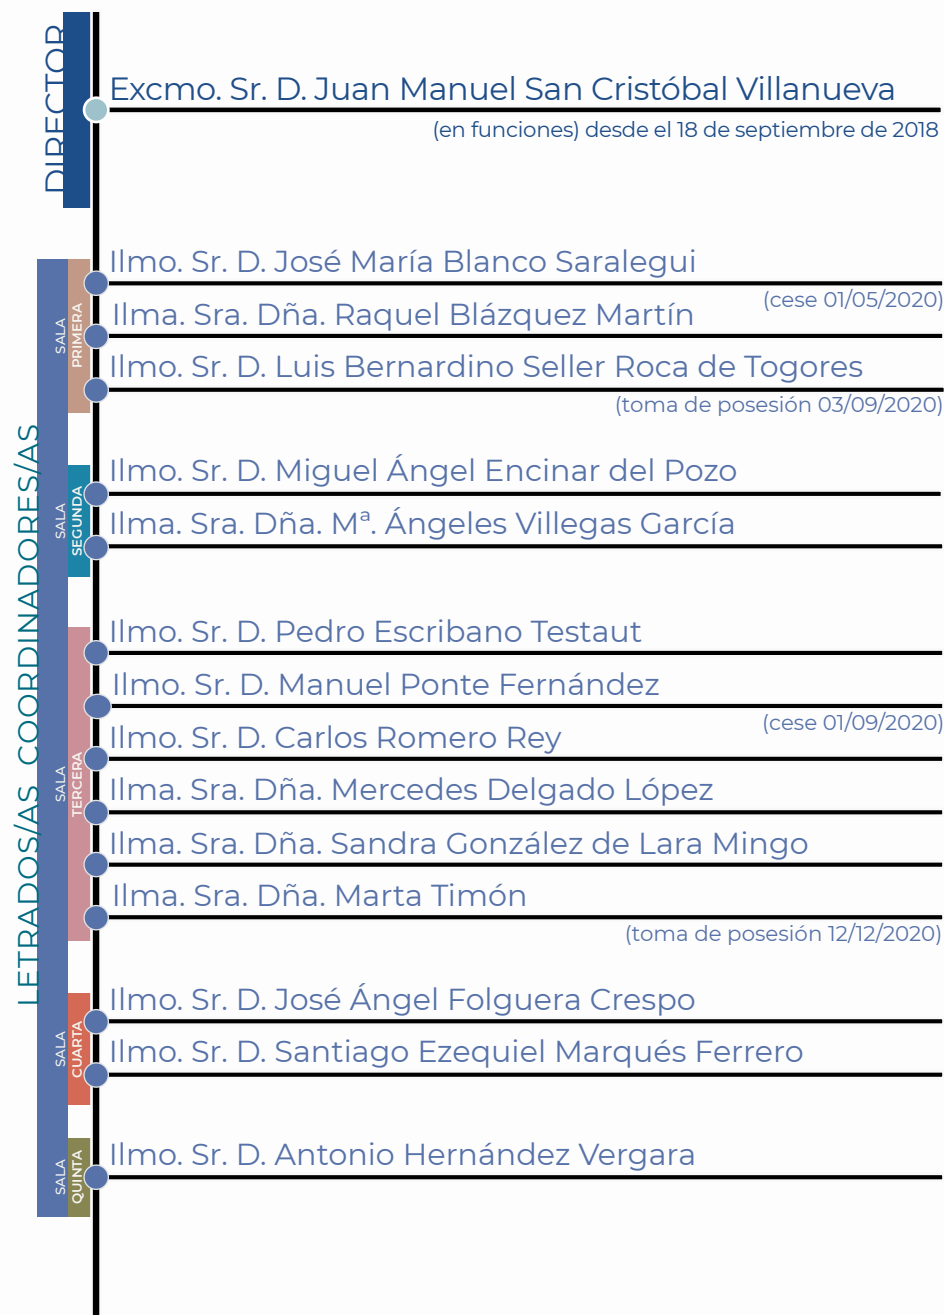 DIRECTOR
Excmo. Sr. D. Juan Manuel San Cristóbal Villanueva
(en funciones) desde el 18 de septiembre de 2018
LETRADOS/AS COORDINADORES/AS
SALA
PRIMERA
Ilmo. Sr. D. José María Blanco Saralegui
(cese 01/05/2020)
Ilma. Sra. Dña. Raquel Blázquez Martín
Ilmo. Sr. D. Luis Bernardino Seller Roca de Togores
(toma de posesión 03/09/2020)
SALA
SEGUNDA
Ilmo. Sr. D. Miguel Ángel Encinar del Pozo
Ilma. Sra. Dña. Mª. Ángeles Villegas García
SALA
TERCERA
Ilmo. Sr. D. Pedro Escribano Testaut
Ilmo. Sr. D. Manuel Ponte Fernández
(cese 01/09/2020)
Ilmo. Sr. D. Carlos Romero Rey
Ilma. Sra. Dña. Mercedes Delgado López
Ilma. Sra. Dña. Sandra González de Lara Mingo
Ilma. Sra. Dña. Marta Timón
(toma de posesión 12/12/2020)
SALA
CUARTA
Ilmo. Sr. D. José Ángel Folguera Crespo
Ilmo. Sr. D. Santiago Ezequiel Marqués Ferrero
SALA
QUINTA
Ilmo. Sr. D. Antonio Hernández Vergara